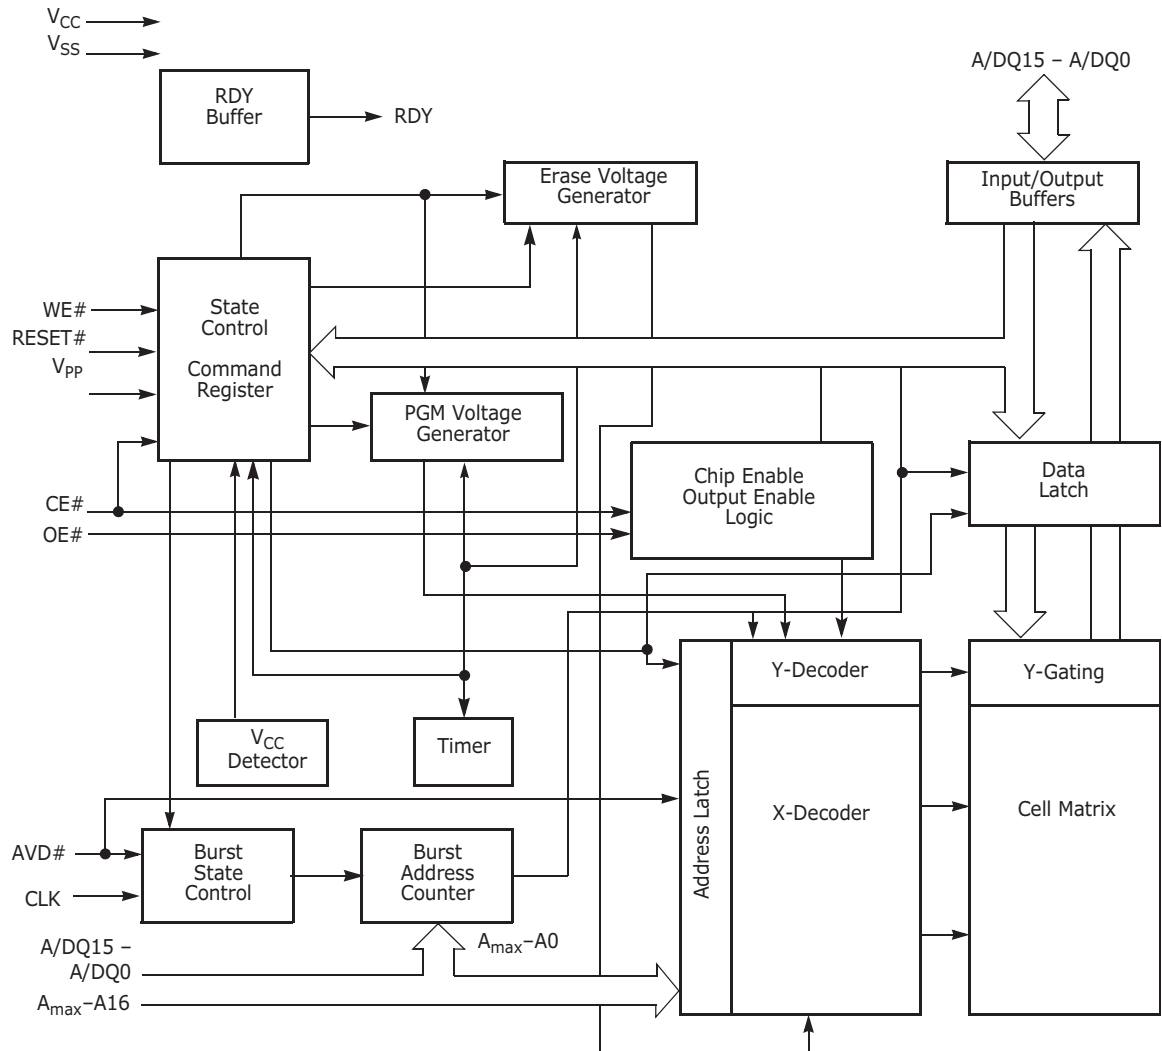 VCC
VSS
RDY
Buffer
RDY
A/DQ15 – A/DQ0
Erase Voltage
Generator
Input/Output
Buffers
WE#
RESET#
VPP
State
Control
Command
Register
PGM Voltage
Generator
Chip Enable
Output Enable
Logic
Data
Latch
CE#
OE#
Y-Decoder
Y-Gating
VCC
Detector
Timer
Address Latch
X-Decoder
Cell Matrix
AVD#
CLK
Burst
State
Control
Burst
Address
Counter
A/DQ15 –
A/DQ0
Amax–A0
Amax–A16